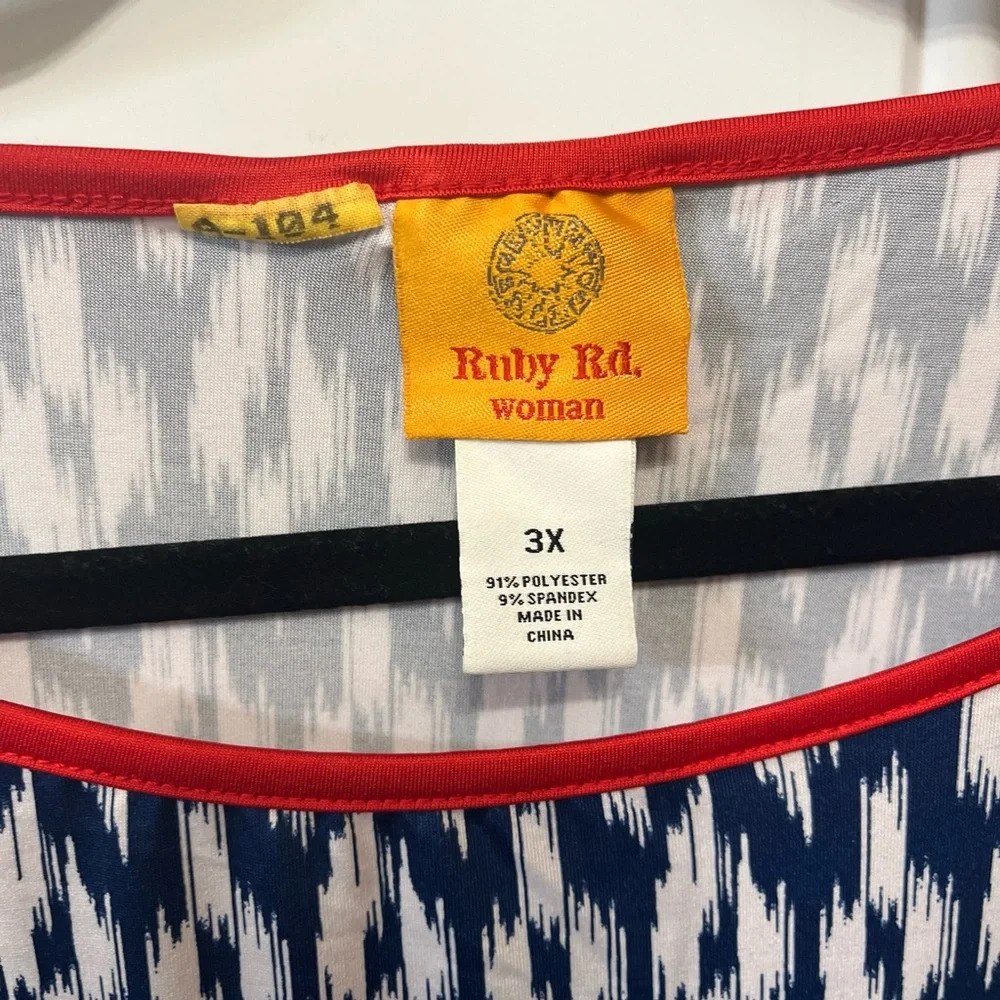 A-104
Ruby Rd.
woman
3X
91% POLYESTER
9% SPANDEX
MADE IN
CHINA